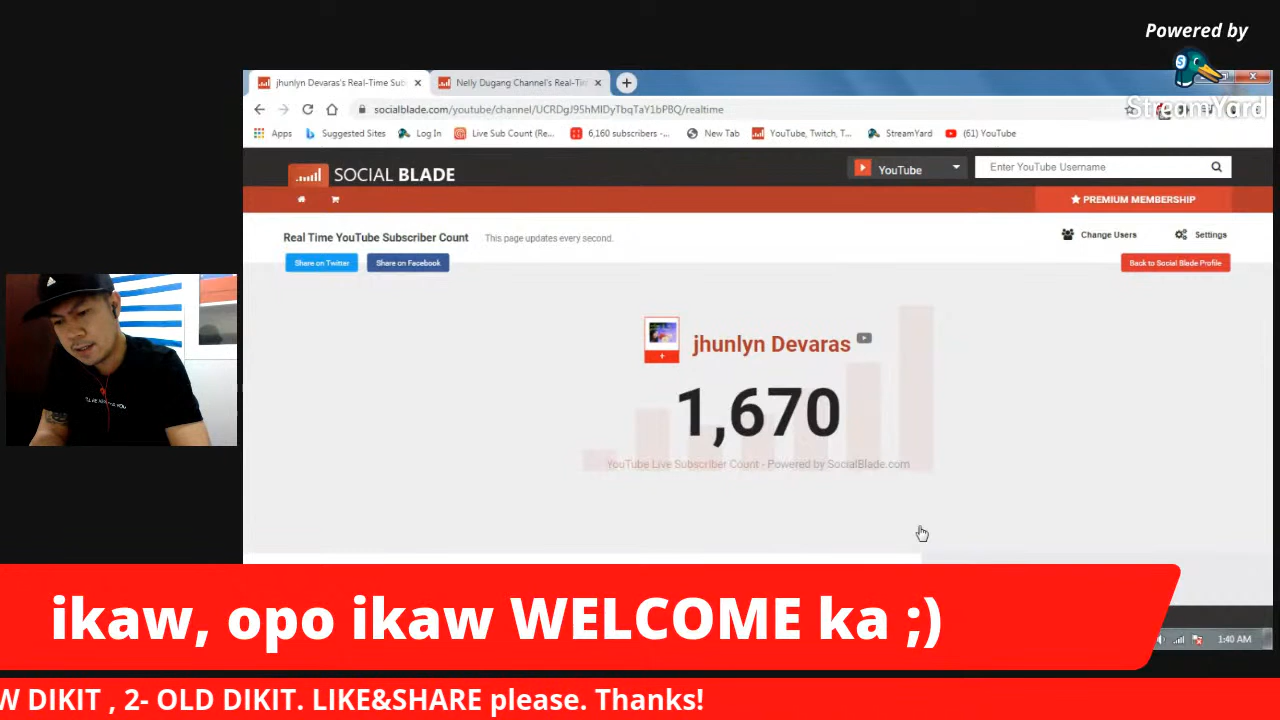 Powered by
StreamYard
jhunlyn Devaras's Real-Time Sub
Nelly Dugang Channel's Real-Tim
socialblade.com/youtube/channel/UCRDgJ95hMIDyTbqTaY1bP8Q/realtime
Apps
Suggested Sites
Log In
Live Sub Count (Re...
6,160 subscribers -...
New Tab
YouTube, Twitch, T...
StreamYard
(61) YouTube
SOCIAL BLADE
YouTube
Enter YouTube Username
PREMIUM MEMBERSHIP
Real Time YouTube Subscriber Count
This page updates every second.
Change Users
Settings
Share on Twitter
Share on Facebook
Back to Social Blade Profile
jhunlyn Devaras
1,670
YouTube Live Subscriber Count - Powered by SocialBlade.com
ikaw, opo ikaw WELCOME ka ;)
1:40 AM
W DIKIT , 2- OLD DIKIT. LIKE&SHARE please. Thanks!